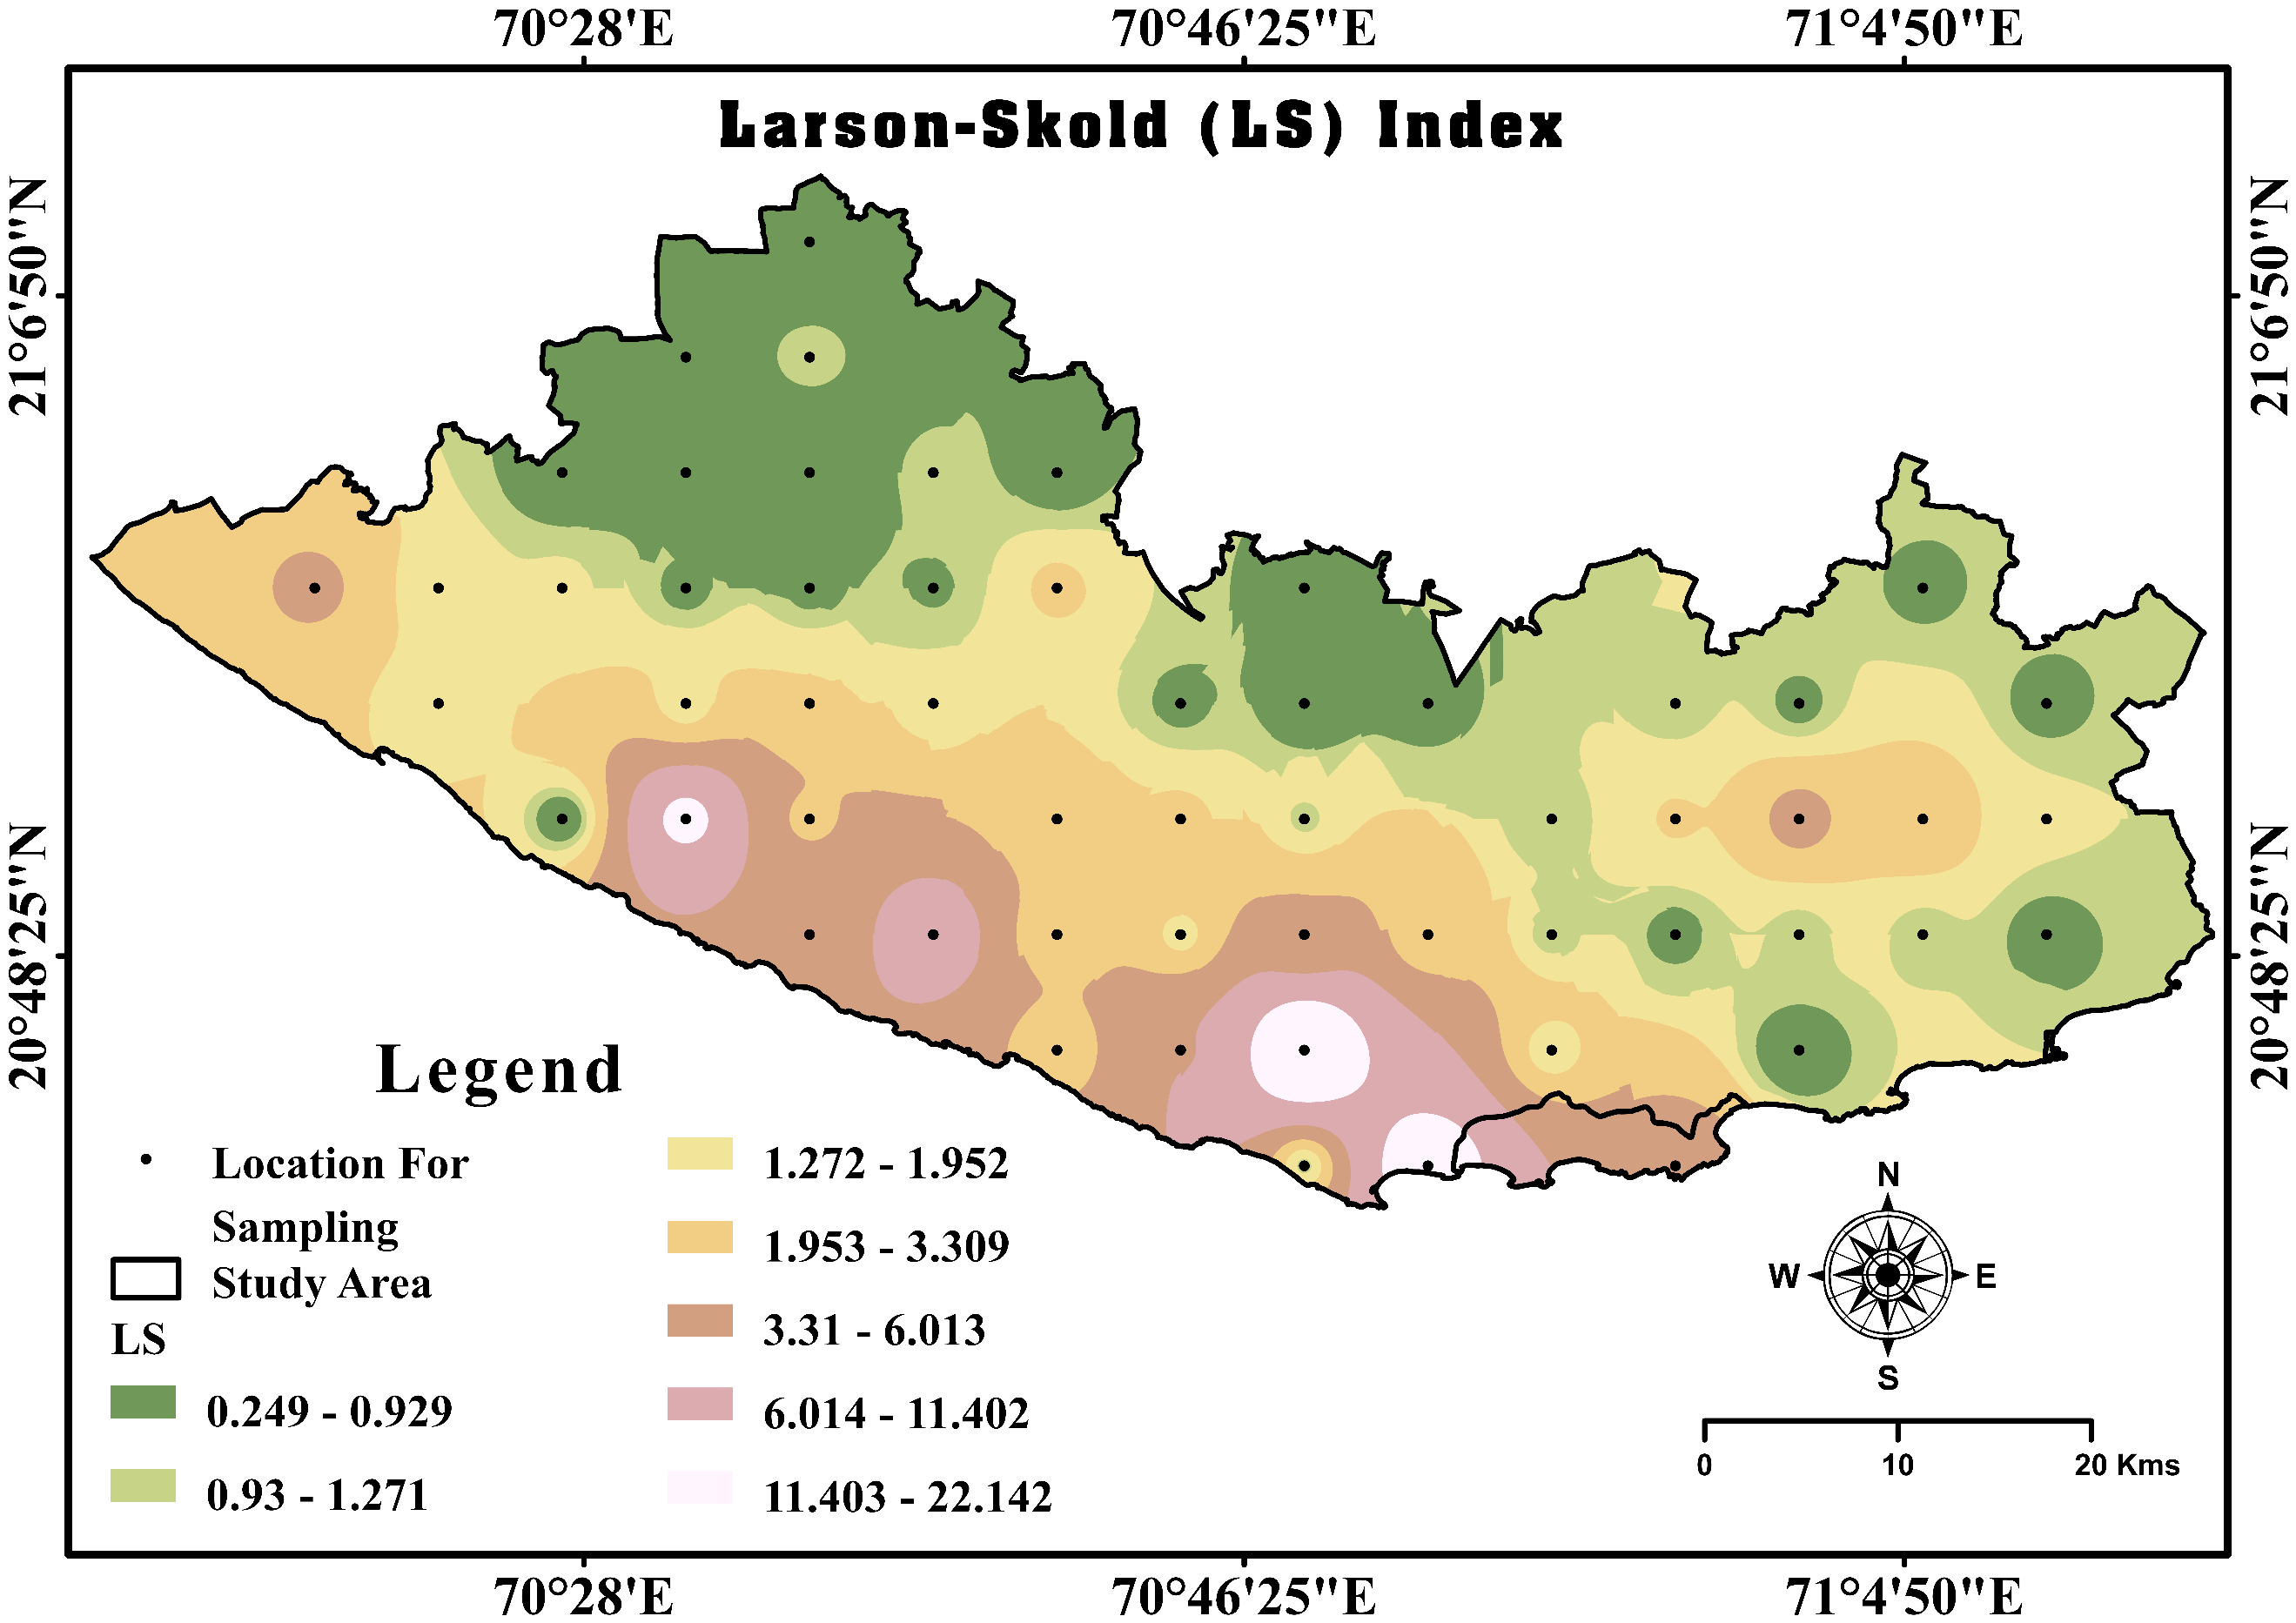 70°28'E 70°46'25"E 71°4'50"E
Larson-Skold (LS) Index
21°6'50"N
21°6'50"N
20°48'25"N
20°48'25"N
Legend
Location For
Sampling
Study Area
LS
0.249 - 0.929
0.93 - 1.271
1.272 - 1.952
1.953 - 3.309
3.31 - 6.013
6.014 - 11.402
11.403 - 22.142
N
W E
S
0 10 20 Kms
70°28'E 70°46'25"E 71°4'50"E